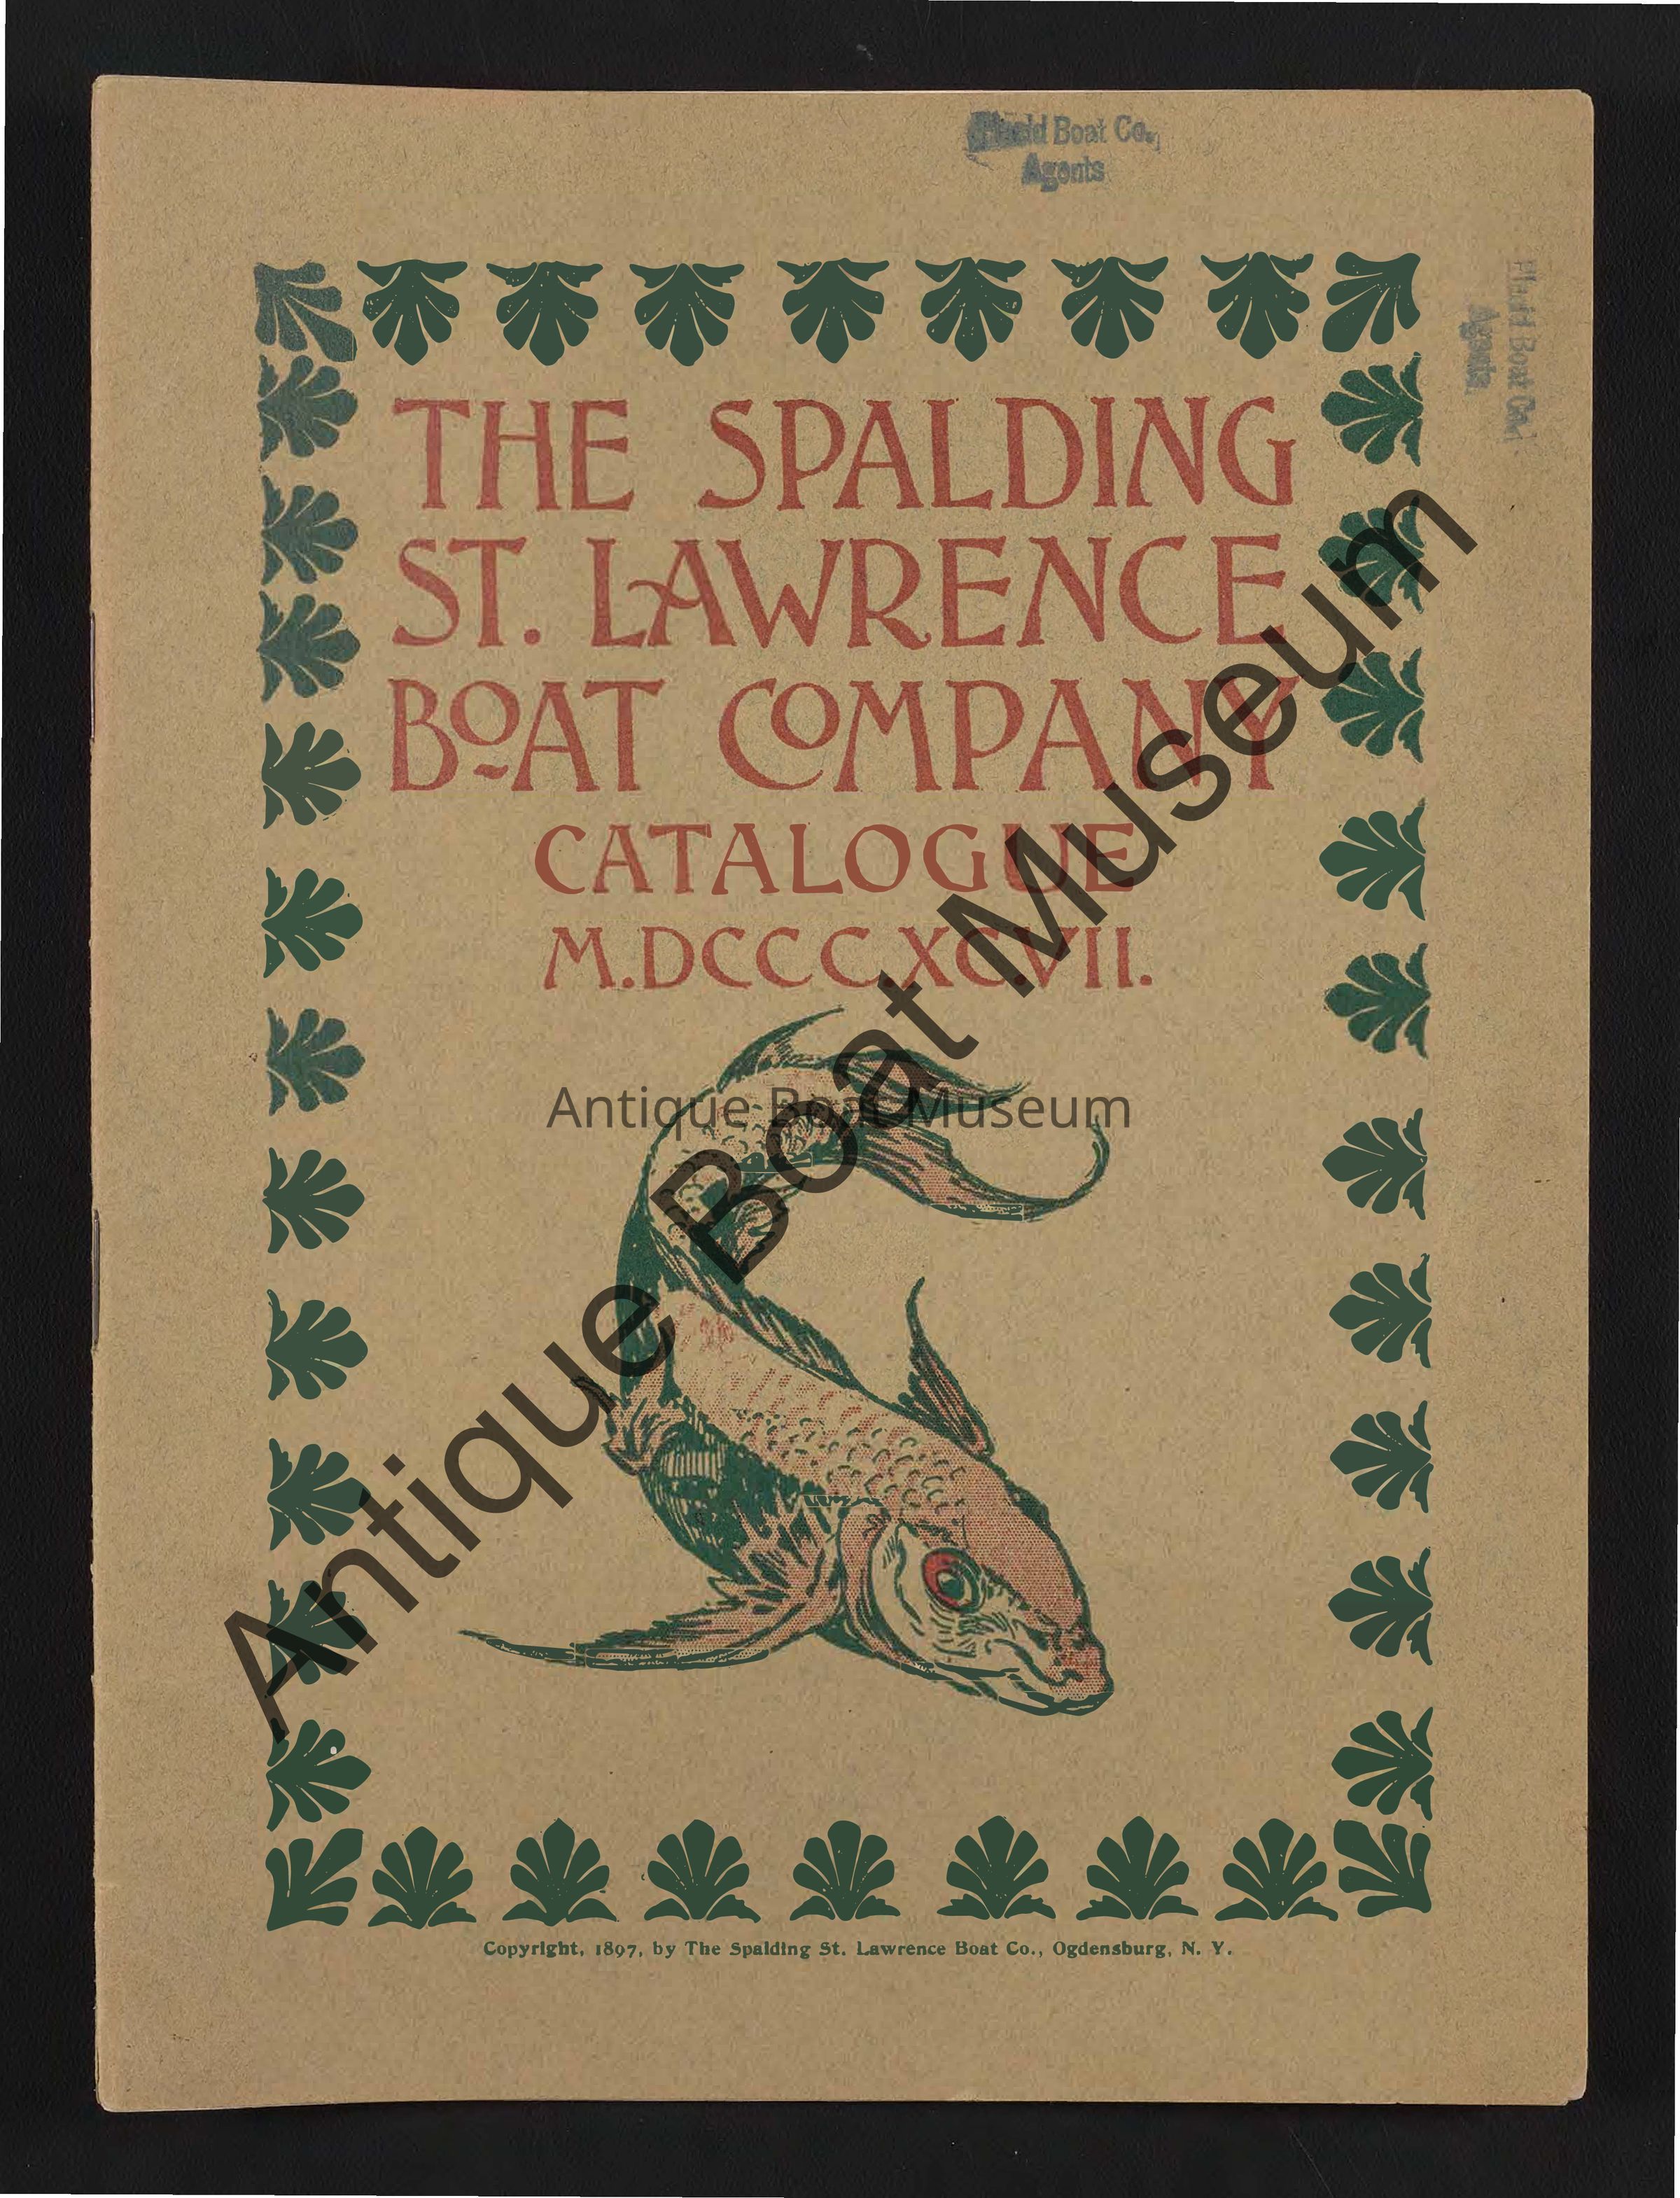 Boat Co.,
Agents
Boat Co.,
Agents
THE SPALDING
ST. LAWRENCE
BOAT COMPANY
CATALOGUE
M.DCCC.XCVII.
Antique Boat Museum
Antique Boat Museum
Copyright, 1897, by The Spalding St. Lawrence Boat Co., Ogdensburg, N. Y.